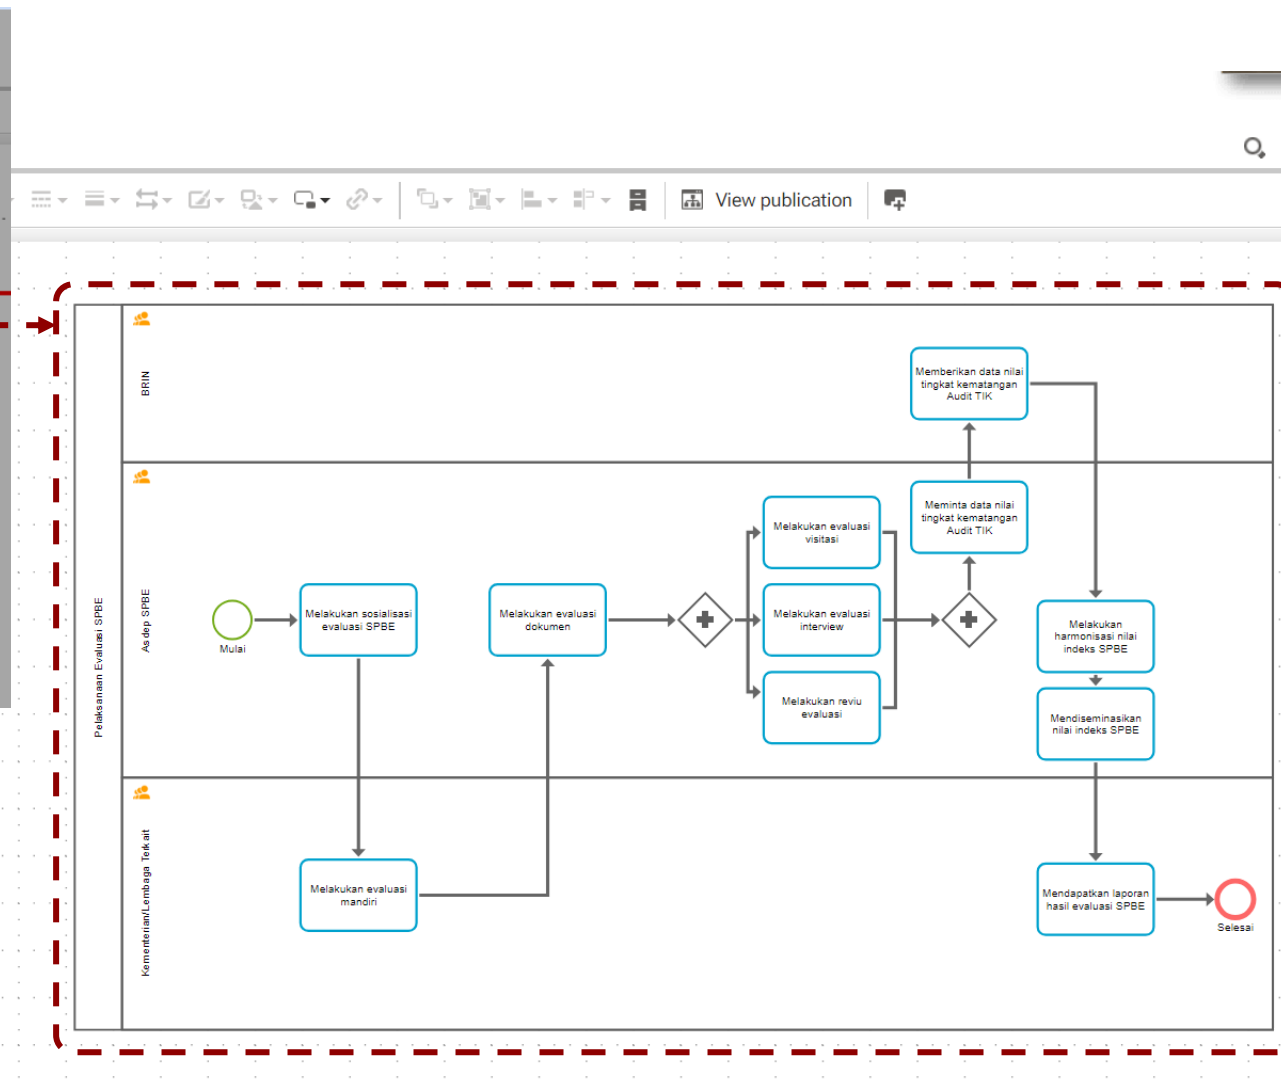 View publication
Pelaksanaan Evaluasi SPBE
BRIN
Memberikan data nilai
tingkat kematangan
Audit TIK
Asdep SPBE
Mulai
Melakukan sosialisasi
evaluasi SPBE
Melakukan evaluasi
dokumen
Melakukan evaluasi
visitasi
Melakukan evaluasi
interview
Melakukan reviu
evaluasi
Meminta data nilai
tingkat kematangan
Audit TIK
Melakukan
harmonisasi nilai
indeks SPBE
Mendiseminasikan
nilai indeks SPBE
Kementerian/Lembaga Terkait
Melakukan evaluasi
mandiri
Mendapatkan laporan
hasil evaluasi SPBE
Selesai